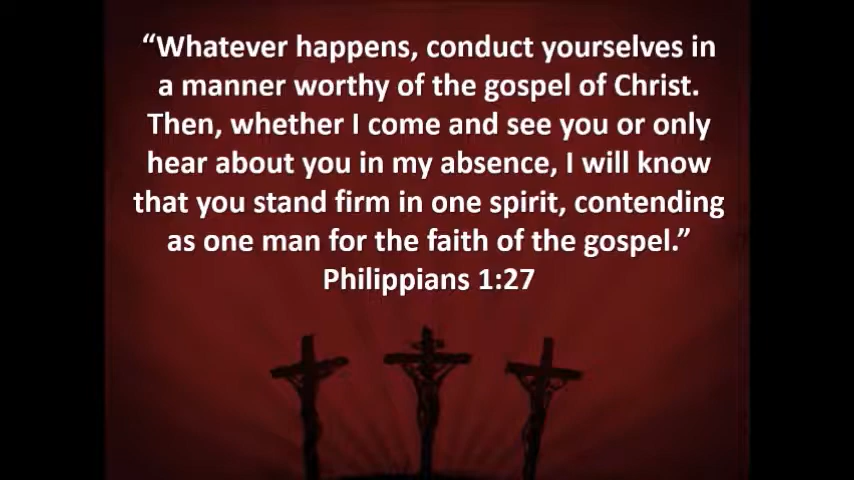 “Whatever happens, conduct yourselves in
a manner worthy of the gospel of Christ.
Then, whether I come and see you or only
hear about you in my absence, I will know
that you stand firm in one spirit, contending
as one man for the faith of the gospel.”
Philippians 1:27